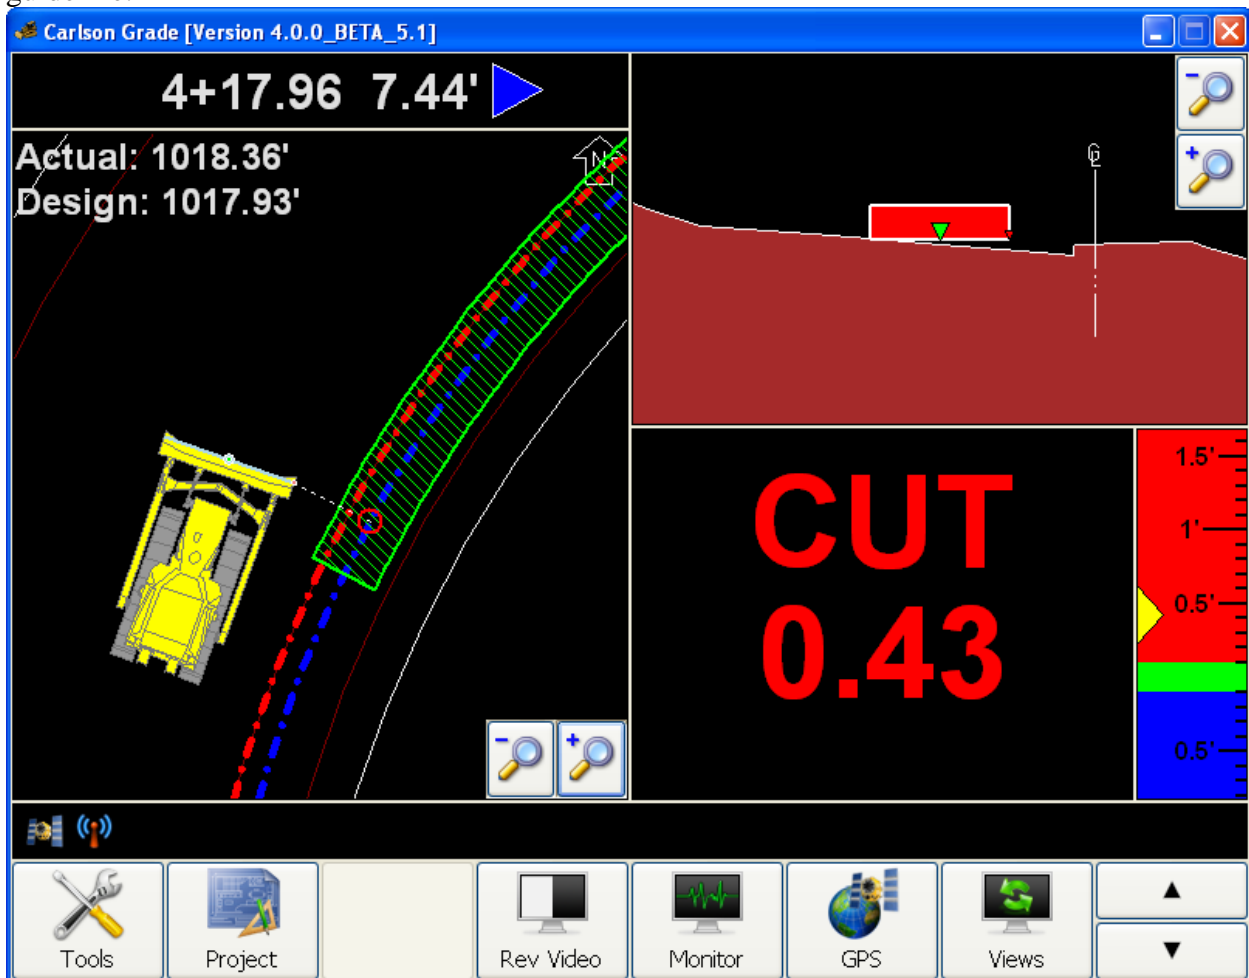 Carlson Grade [Version 4.0.0_BETA_5.1]
4+17.96 7.44'
Actual: 1018.36'
Design: 1017.93'
N
CL
CUT
0.43
1.5'
1'
0.5'
0.5'
Tools
Project
Rev Video
Monitor
GPS
Views